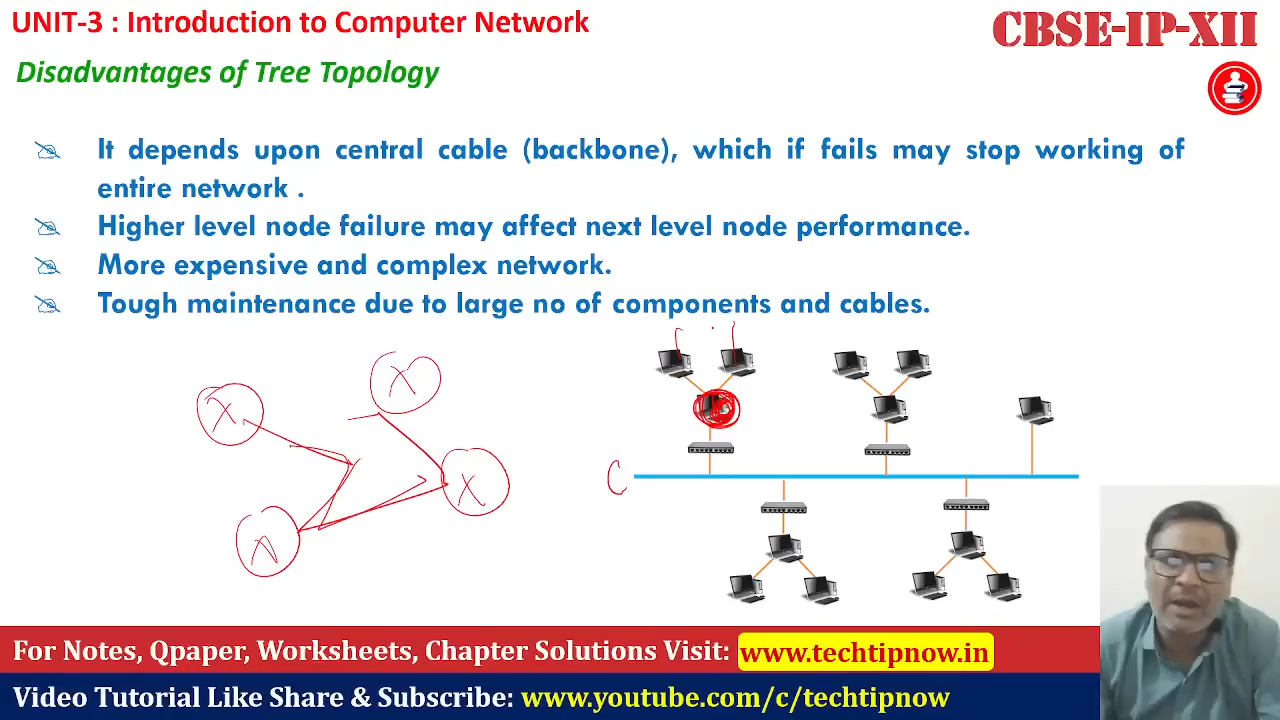 UNIT-3 : Introduction to Computer Network
CBSE-IP-XII
Disadvantages of Tree Topology
It depends upon central cable (backbone), which if fails may stop working of
entire network .
Higher level node failure may affect next level node performance.
More expensive and complex network.
Tough maintenance due to large no of components and cables.
X
X
X
C
For Notes, Qpaper, Worksheets, Chapter Solutions Visit: www.techtipnow.in
Video Tutorial Like Share & Subscribe: www.youtube.com/c/techtipnow